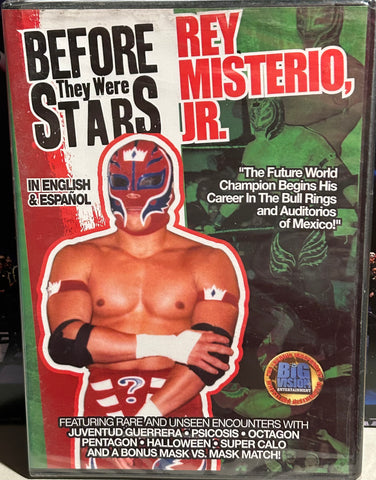 BEFORE
They Were
STARS
REY
MISTERIO,
JR.
IN ENGLISH
& ESPAÑOL
"The Future World
Champion Begins His
Career In The Bull Rings
and Auditorios
of Mexico!"
BIG
VISION
ENTERTAINMENT
?
FEATURING RARE AND UNSEEN ENCOUNTERS WITH
JUVENTUD GUERRERA • PSICOSIS • OCTAGON
PENTAGON • HALLOWEEN • SUPER CALO
AND A BONUS MASK VS. MASK MATCH!